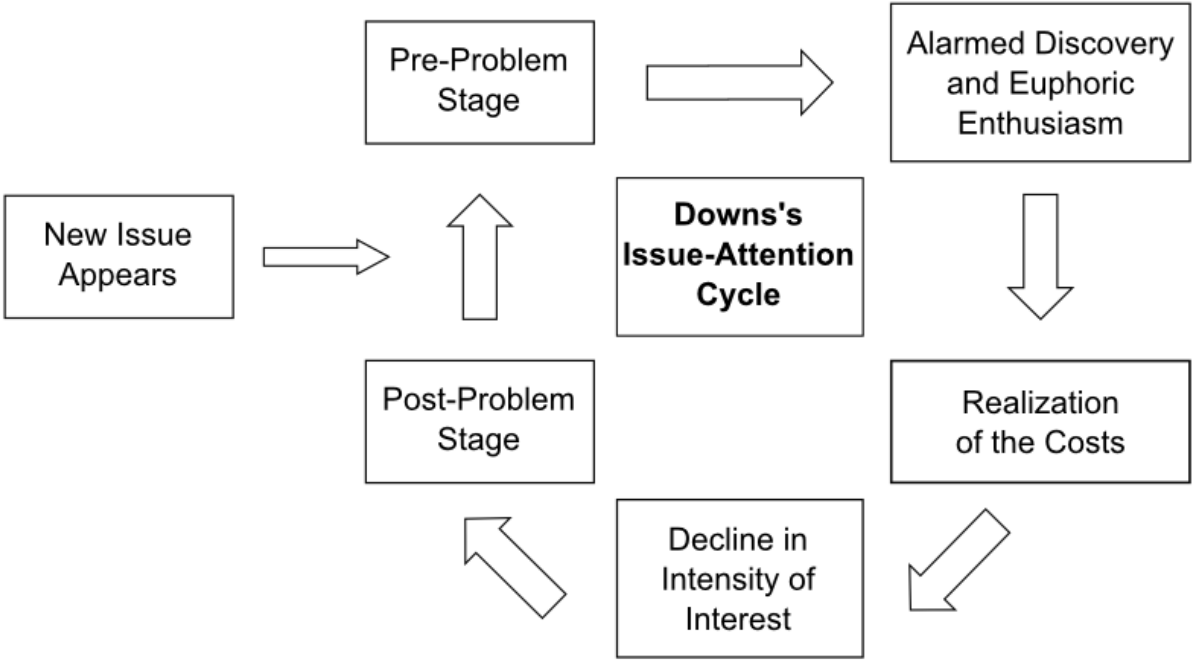 Pre-Problem
Stage
Alarmed Discovery
and Euphoric
Enthusiasm
New Issue
Appears
Downs's
Issue-Attention
Cycle
Post-Problem
Stage
Realization
of the Costs
Decline in
Intensity of
Interest